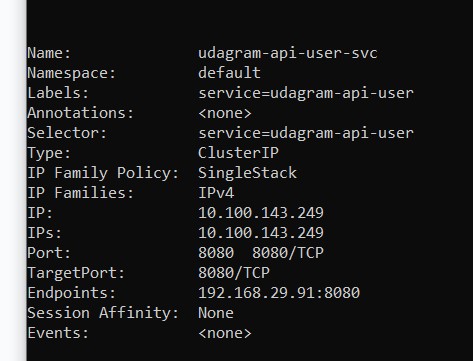 Name: udagram-api-user-svc
Namespace: default
Labels: service=udagram-api-user
Annotations: <none>
Selector: service=udagram-api-user
Type: ClusterIP
IP Family Policy: SingleStack
IP Families: IPv4
IP: 10.100.143.249
IPs: 10.100.143.249
Port: 8080 8080/TCP
TargetPort: 8080/TCP
Endpoints: 192.168.29.91:8080
Session Affinity: None
Events: <none>